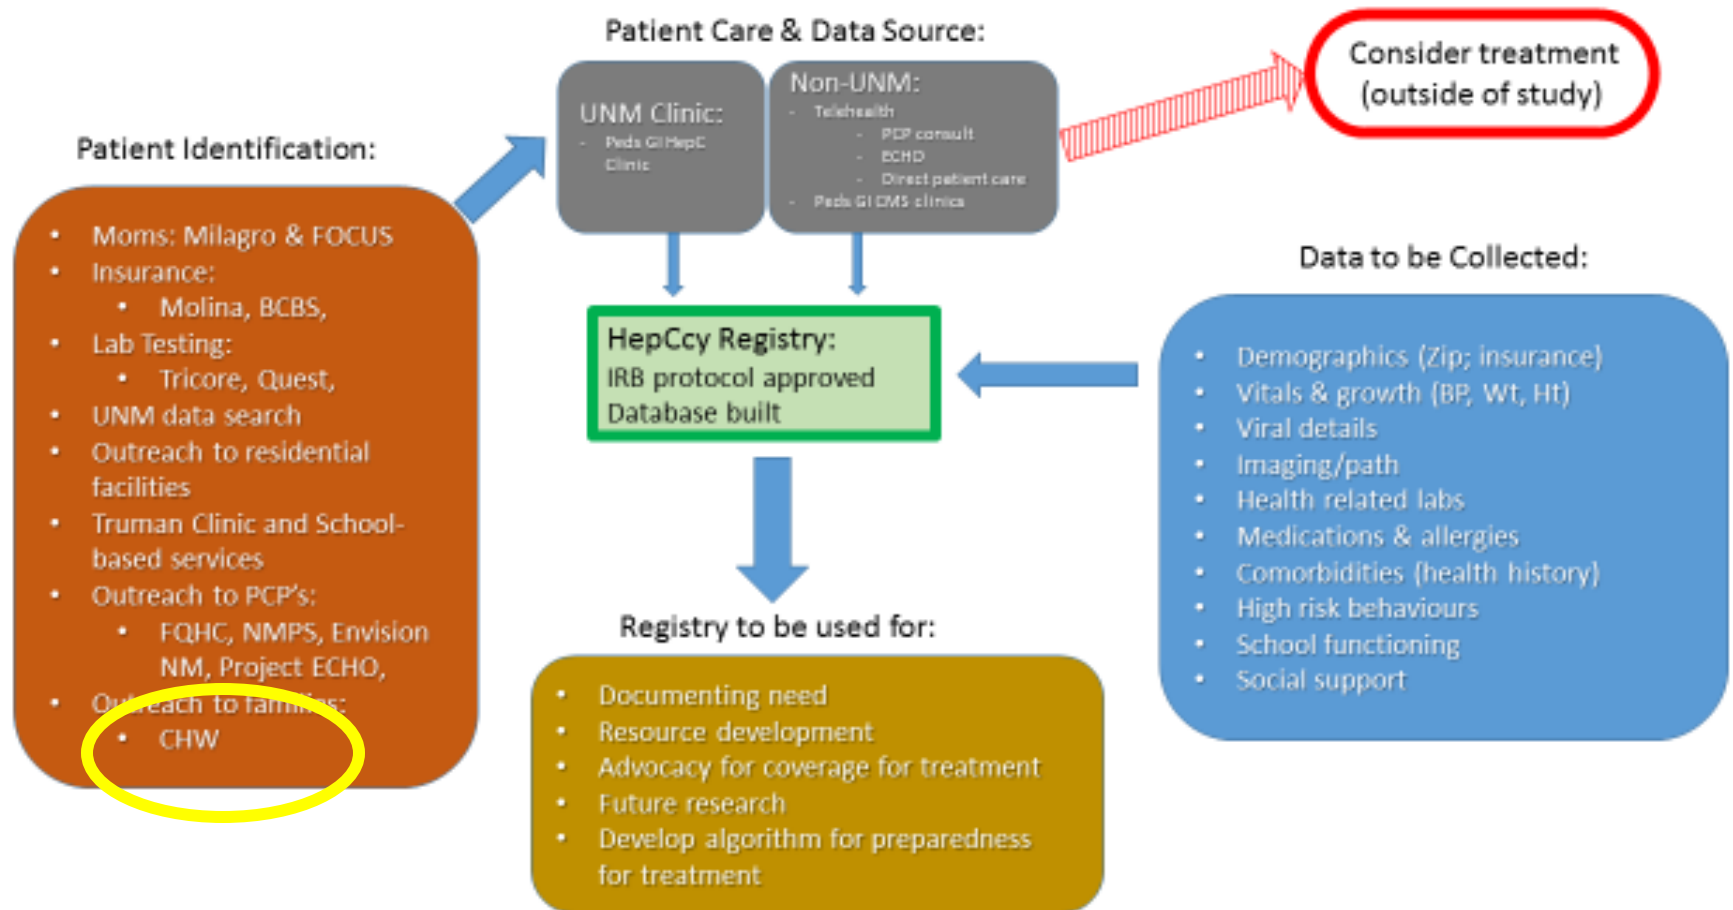 Patient Care & Data Source:
Consider treatment
(outside of study)
UNM Clinic:
- Peds GI HepC
Clinic
Non-UNM:
- Telehealth
- PCP consult
- ECHO
- Direct patient care
- Peds GI CMS clinics
Patient Identification:
• Moms: Milagro & FOCUS
• Insurance:
• Molina, BCBS,
• Lab Testing:
• Tricore, Quest,
• UNM data search
• Outreach to residential
facilities
• Truman Clinic and School-
based services
• Outreach to PCP's:
• FQHC, NMPS, Envision
NM, Project ECHO,
• Outreach to families:
• CHW
HepCcy Registry:
IRB protocol approved
Database built
Data to be Collected:
• Demographics (Zip; insurance)
• Vitals & growth (BP, Wt, Ht)
• Viral details
• Imaging/path
• Health related labs
• Medications & allergies
• Comorbidities (health history)
• High risk behaviours
• School functioning
• Social support
Registry to be used for:
• Documenting need
• Resource development
• Advocacy for coverage for treatment
• Future research
• Develop algorithm for preparedness
for treatment